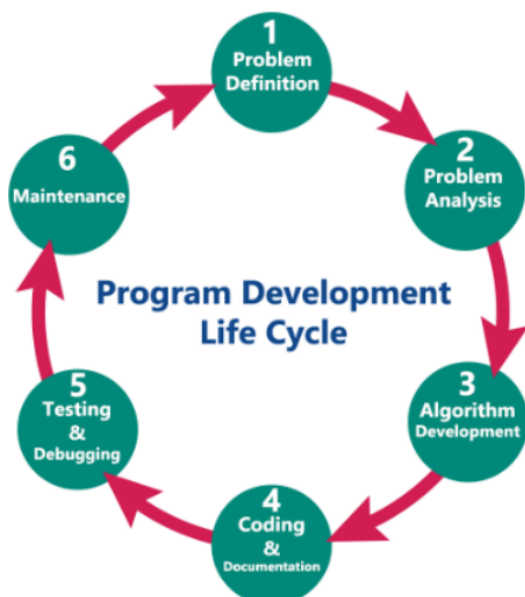 1
Problem
Definition
2
Problem
Analysis
3
Algorithm
Development
4
Coding
&
Documentation
5
Testing
&
Debugging
6
Maintenance
Program Development
Life Cycle